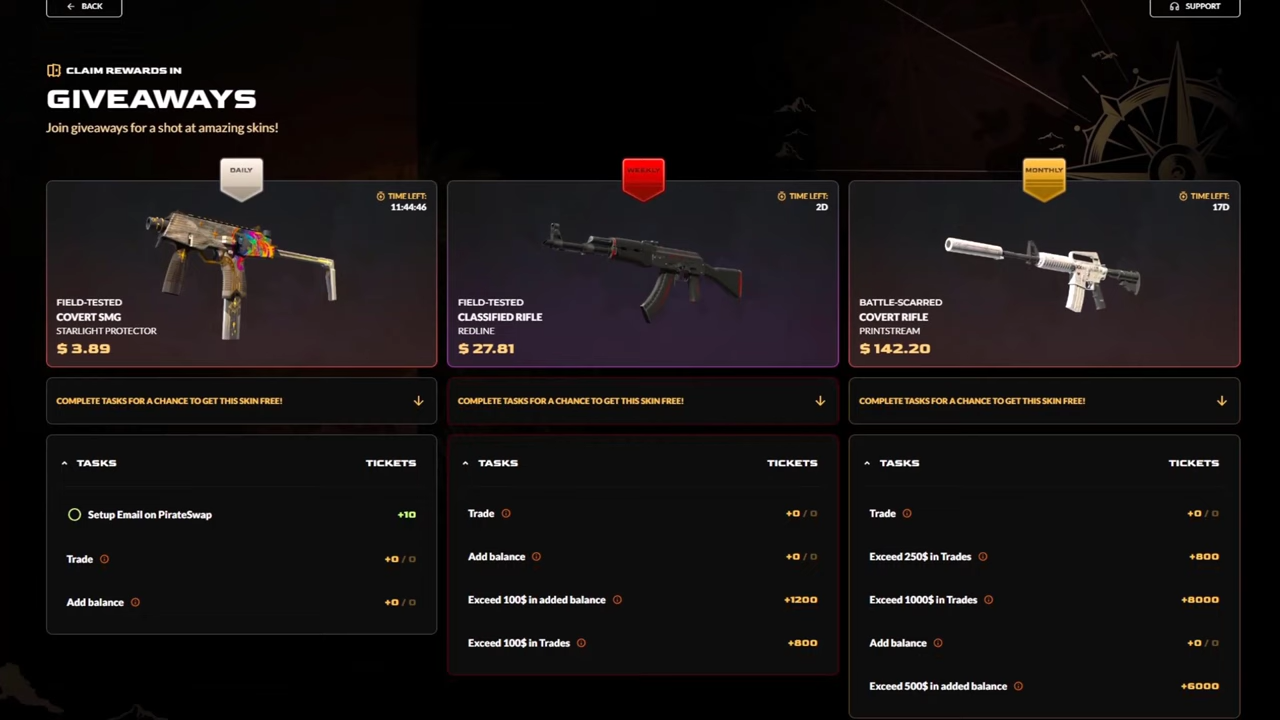 BACK
SUPPORT
CLAIM REWARDS IN
GIVEAWAYS
Join giveaways for a shot at amazing skins!
DAILY
TIME LEFT:
11:44:46
FIELD-TESTED
COVERT SMG
STARLIGHT PROTECTOR
$ 3.89
COMPLETE TASKS FOR A CHANCE TO GET THIS SKIN FREE!
TASKS
TICKETS
Setup Email on PirateSwap
+10
Trade
+0 / 0
Add balance
+0 / 0
WEEKLY
TIME LEFT:
2D
FIELD-TESTED
CLASSIFIED RIFLE
REDLINE
$ 27.81
COMPLETE TASKS FOR A CHANCE TO GET THIS SKIN FREE!
TASKS
TICKETS
Trade
+0 / 0
Add balance
+0 / 0
Exceed 100$ in added balance
+1200
Exceed 100$ in Trades
+800
MONTHLY
TIME LEFT:
17D
BATTLE-SCARRED
COVERT RIFLE
PRINTSTREAM
$ 142.20
COMPLETE TASKS FOR A CHANCE TO GET THIS SKIN FREE!
TASKS
TICKETS
Trade
+0 / 0
Exceed 250$ in Trades
+800
Exceed 1000$ in Trades
+8000
Add balance
+0 / 0
Exceed 500$ in added balance
+6000